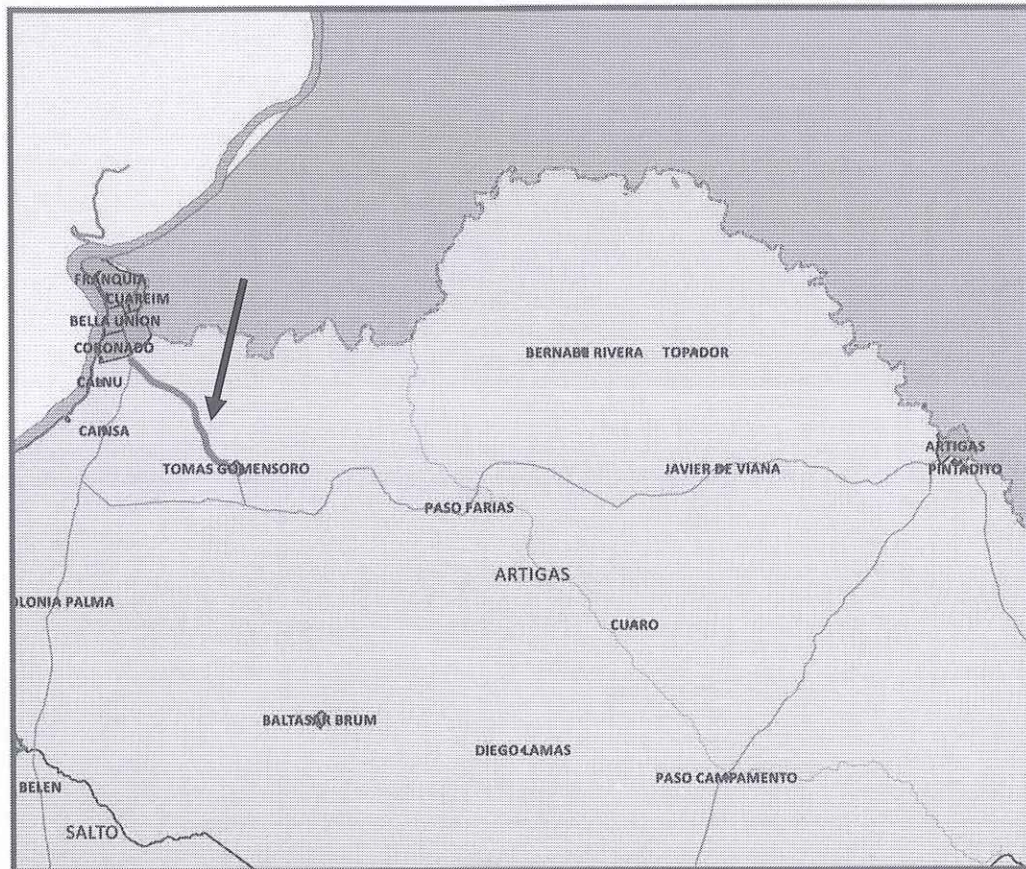 FRANQUIA
CUAREIM
BELLA UNION
CORONADO
CALNU
CAINSA
TOMAS GOMENSORO
BERNABE RIVERA
TOPADOR
ARTIGAS
PINTADITO
JAVIER DE VIANA
PASO FARIAS
ARTIGAS
OLONIA PALMA
CUARO
BALTASAR BRUM
DIEGO LAMAS
PASO CAMPAMENTO
BELEN
SALTO